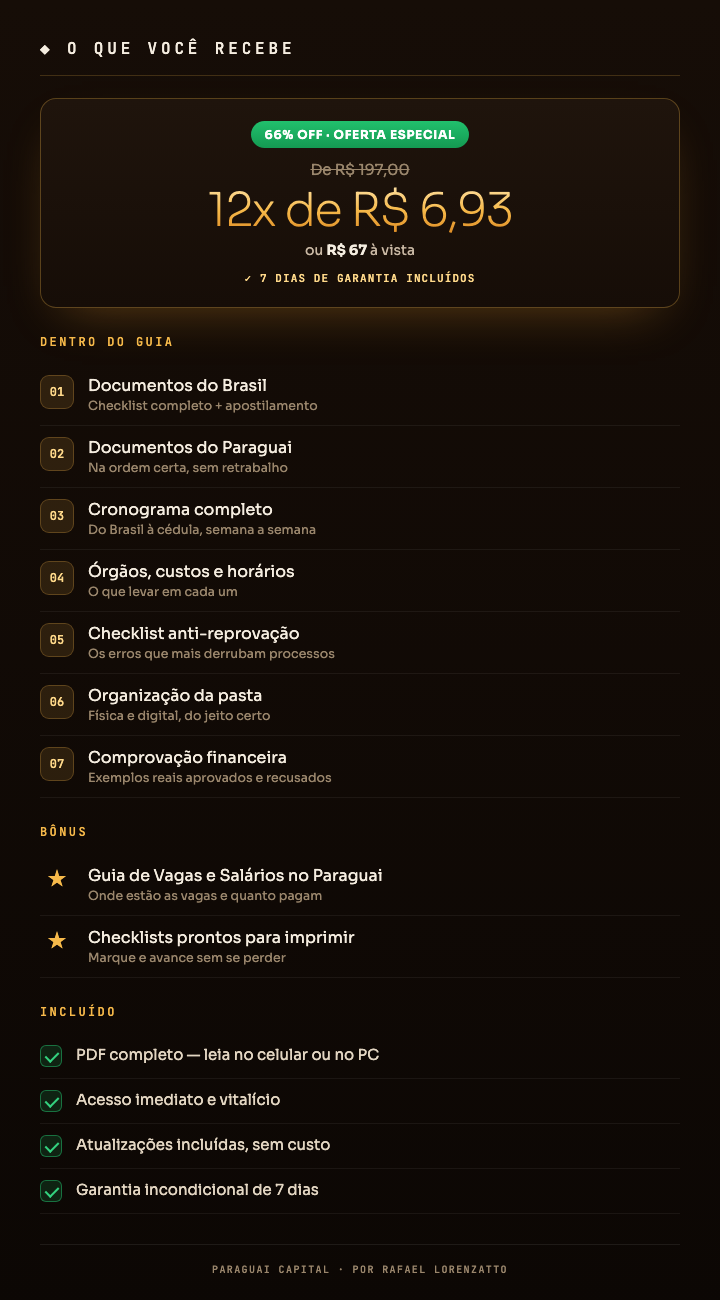 ◆ O QUE VOCÊ RECEBE
66% OFF · OFERTA ESPECIAL
De R$ 197,00
12x de R$ 6,93
ou R$ 67 à vista
✓ 7 DIAS DE GARANTIA INCLUÍDOS
DENTRO DO GUIA
01 Documentos do Brasil
Checklist completo + apostilamento
02 Documentos do Paraguai
Na ordem certa, sem retrabalho
03 Cronograma completo
Do Brasil à cédula, semana a semana
04 Órgãos, custos e horários
O que levar em cada um
05 Checklist anti-reprovação
Os erros que mais derrubam processos
06 Organização da pasta
Física e digital, do jeito certo
07 Comprovação financeira
Exemplos reais aprovados e recusados
BÔNUS
★ Guia de Vagas e Salários no Paraguai
Onde estão as vagas e quanto pagam
★ Checklists prontos para imprimir
Marque e avance sem se perder
INCLUÍDO
PDF completo — leia no celular ou no PC
Acesso imediato e vitalício
Atualizações incluídas, sem custo
Garantia incondicional de 7 dias
PARAGUAI CAPITAL · POR RAFAEL LORENZATTO